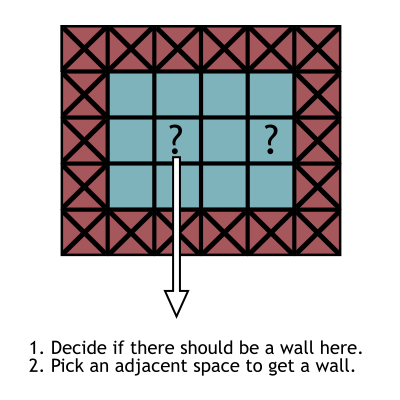 ? ?
1. Decide if there should be a wall here.
2. Pick an adjacent space to get a wall.